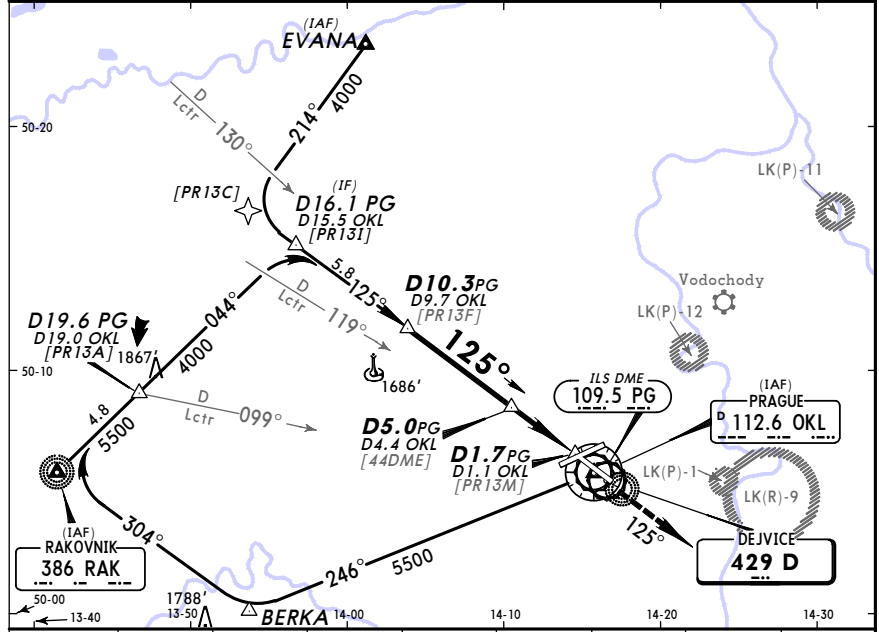 (IAF)
EVANA
214°
4000
50-20
D
Lctr
130°
LK(P)-11
[PR13C]
(IF)
D16.1 PG
D15.5 OKL
[PR13I]
5.8
125°
D10.3PG
D9.7 OKL
[PR13F]
Vodochody
D
Lctr
119°
LK(P)-12
044°
4000
D19.6 PG
D19.0 OKL
[PR13A]
1867'
125°
50-10
1686'
ILS DME
109.5 PG
(IAF)
PRAGUE
D 112.6 OKL
4.8
5500
D
Lctr
099°
D5.0PG
D4.4 OKL
[44DME]
D1.7PG
D1.1 OKL
[PR13M]
LK(P)-1
LK(R)-9
125°
(IAF)
RAKOVNIK
386 RAK
304°
DEJVICE
429 D
246°
5500
50-00
13-40
1788'
13-50
BERKA
14-00
14-10
14-20
14-30